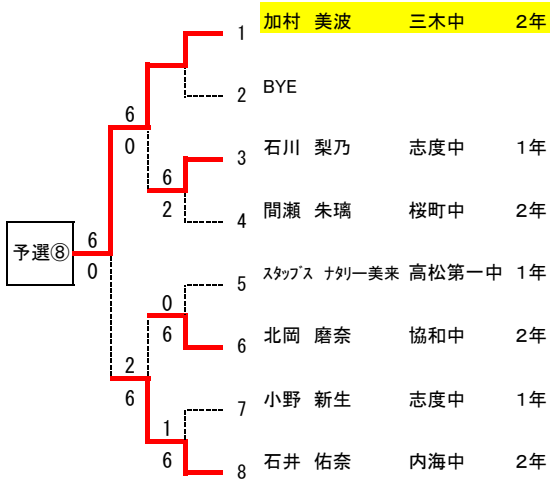 1 加村 美波 三木中 2年
2 BYE
6
0
3 石川 梨乃 志度中 1年
6
2
4 間瀬 朱璃 桜町中 2年
予選⑧
6
0
5 スタップス ナタリー美来 高松第一中 1年
0
6
6 北岡 磨奈 協和中 2年
2
6
7 小野 新生 志度中 1年
1
6
8 石井 佑奈 内海中 2年